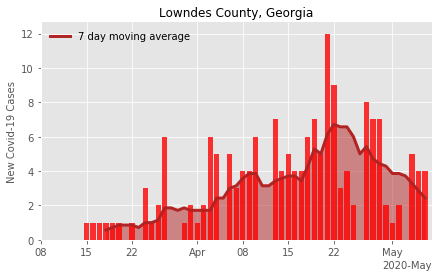 Lowndes County, Georgia
7 day moving average
New Covid-19 Cases
12
10
8
6
4
2
0
08 15 22 Apr 08 15 22 May
2020-May